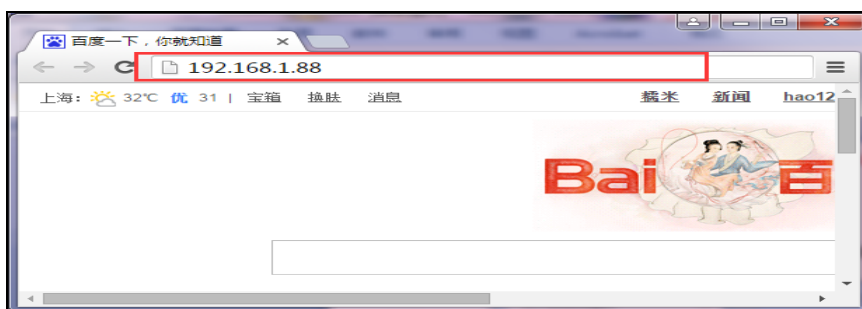 百度一下，你就知道
192.168.1.88
上海： 32℃ 优 31 | 宝箱 换肤 消息 糯米 新闻 hao12
Bai 百